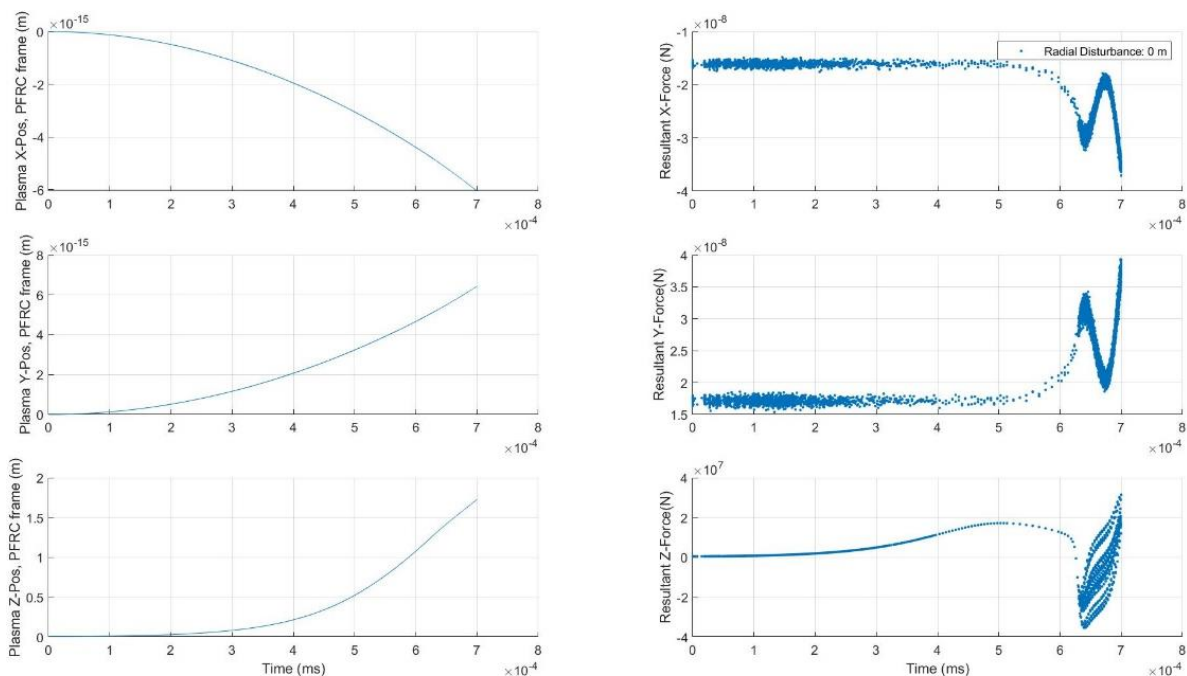 ×10-15
Plasma X-Pos, PFRC frame (m)
0
-2
-4
-6
0 1 2 3 4 5 6 7 8
×10-4
×10-8
Resultant X-Force (N)
-1
-2
-3
-4
Radial Disturbance: 0 m
0 1 2 3 4 5 6 7 8
×10-4
×10-15
Plasma Y-Pos, PFRC frame (m)
8
6
4
2
0
0 1 2 3 4 5 6 7 8
×10-4
×10-8
Resultant Y-Force(N)
4
3.5
3
2.5
2
1.5
0 1 2 3 4 5 6 7 8
×10-4
Plasma Z-Pos, PFRC frame (m)
2
1.5
1
0.5
0
0 1 2 3 4 5 6 7 8
Time (ms)
×10-4
×107
Resultant Z-Force(N)
4
2
0
-2
-4
0 1 2 3 4 5 6 7 8
Time (ms)
×10-4